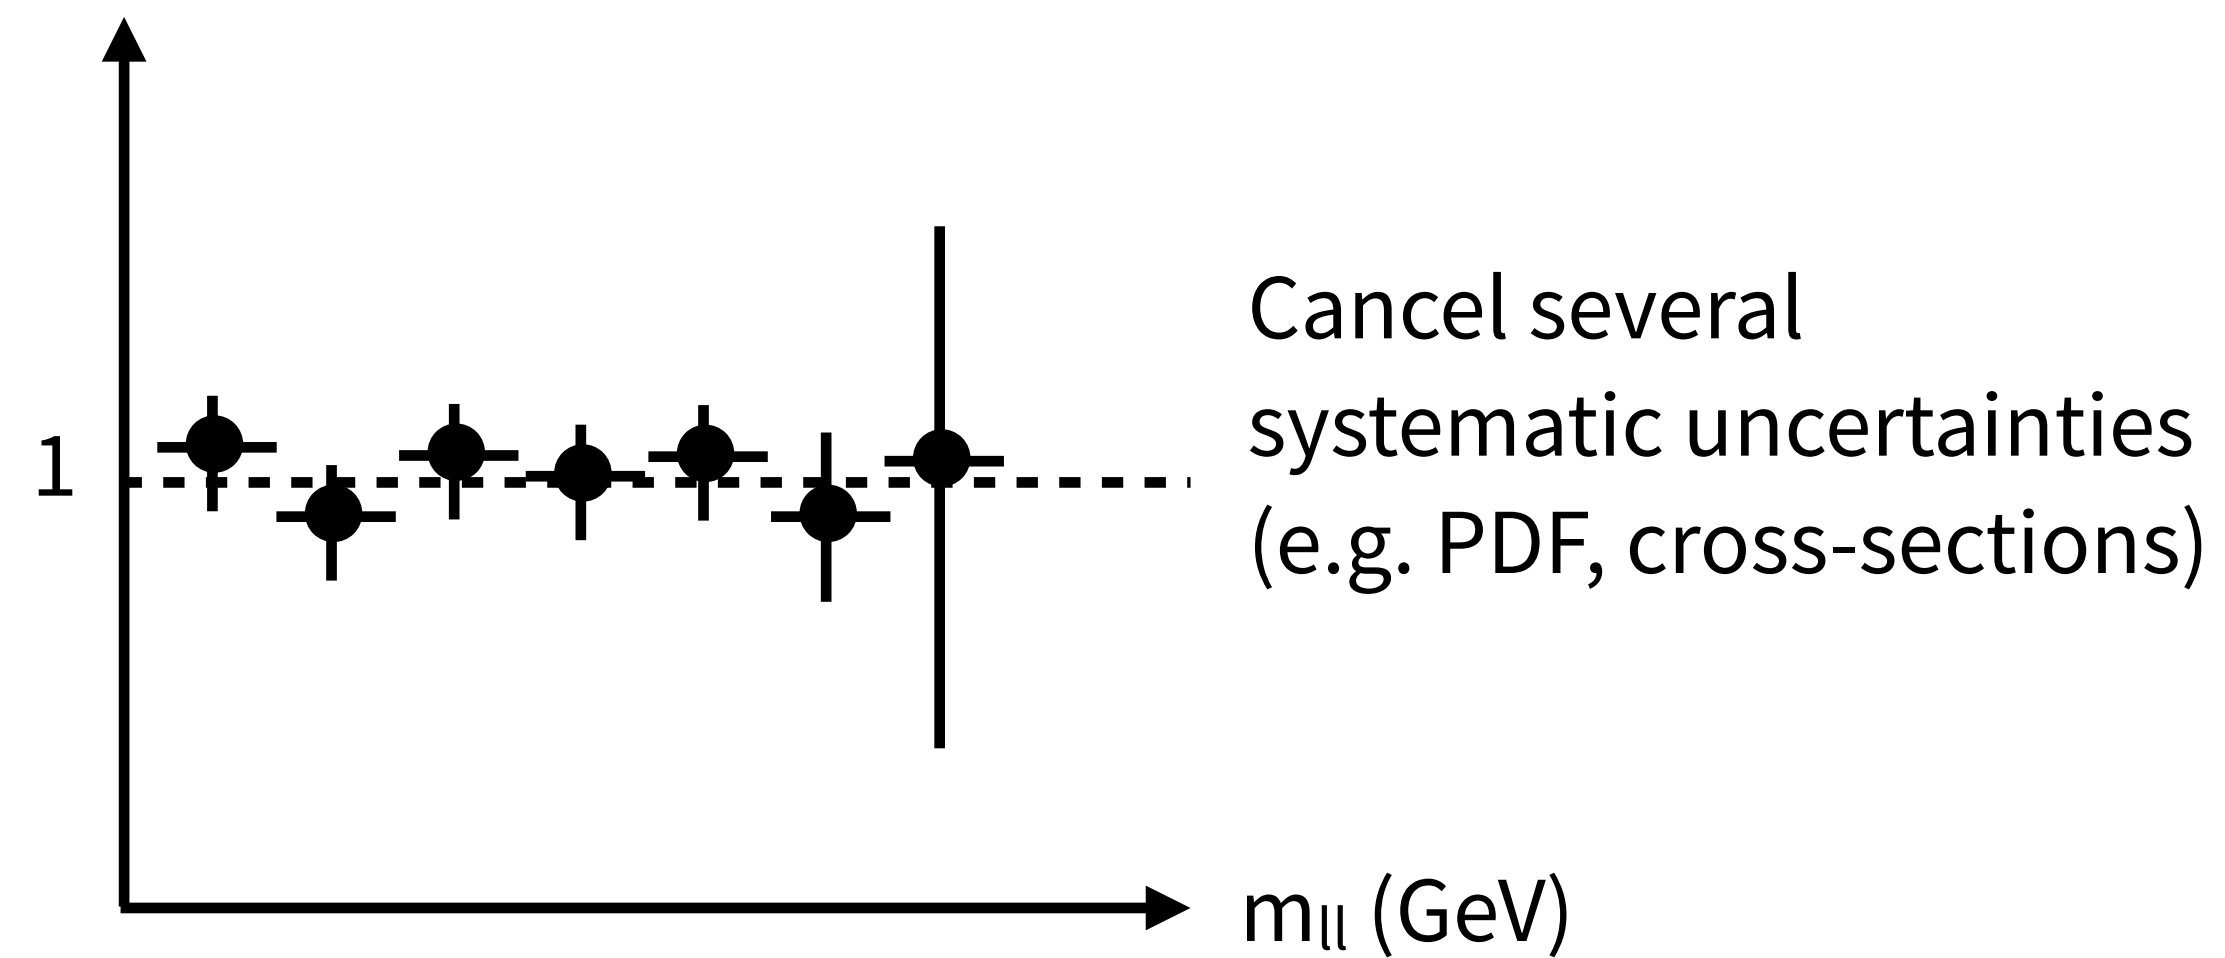 Cancel several
systematic uncertainties
(e.g. PDF, cross-sections)
1
mll (GeV)